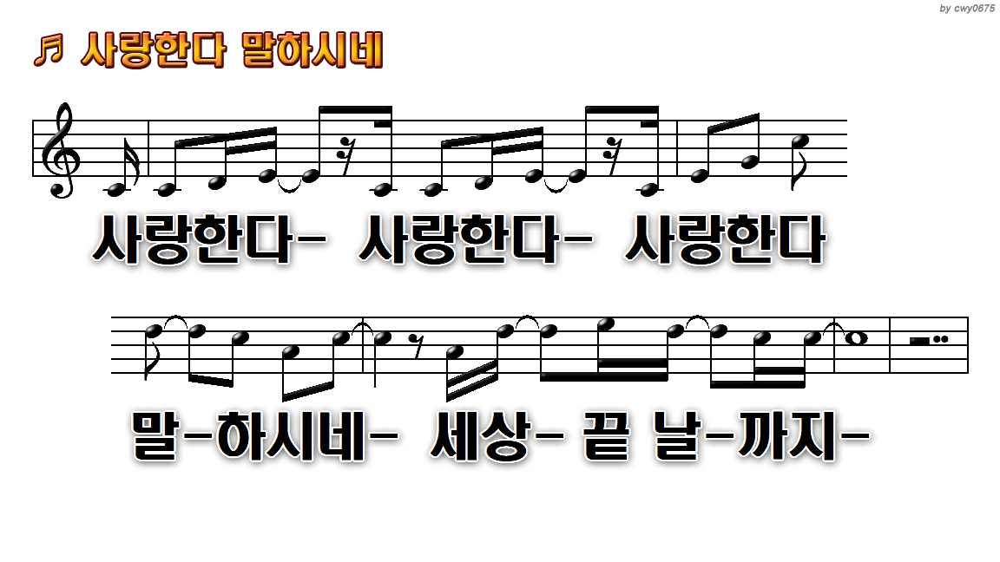 by cwy0675
♬ 사랑한다 말하시네
사랑한다- 사랑한다- 사랑한다
말-하시네- 세상- 끝 날-까지-